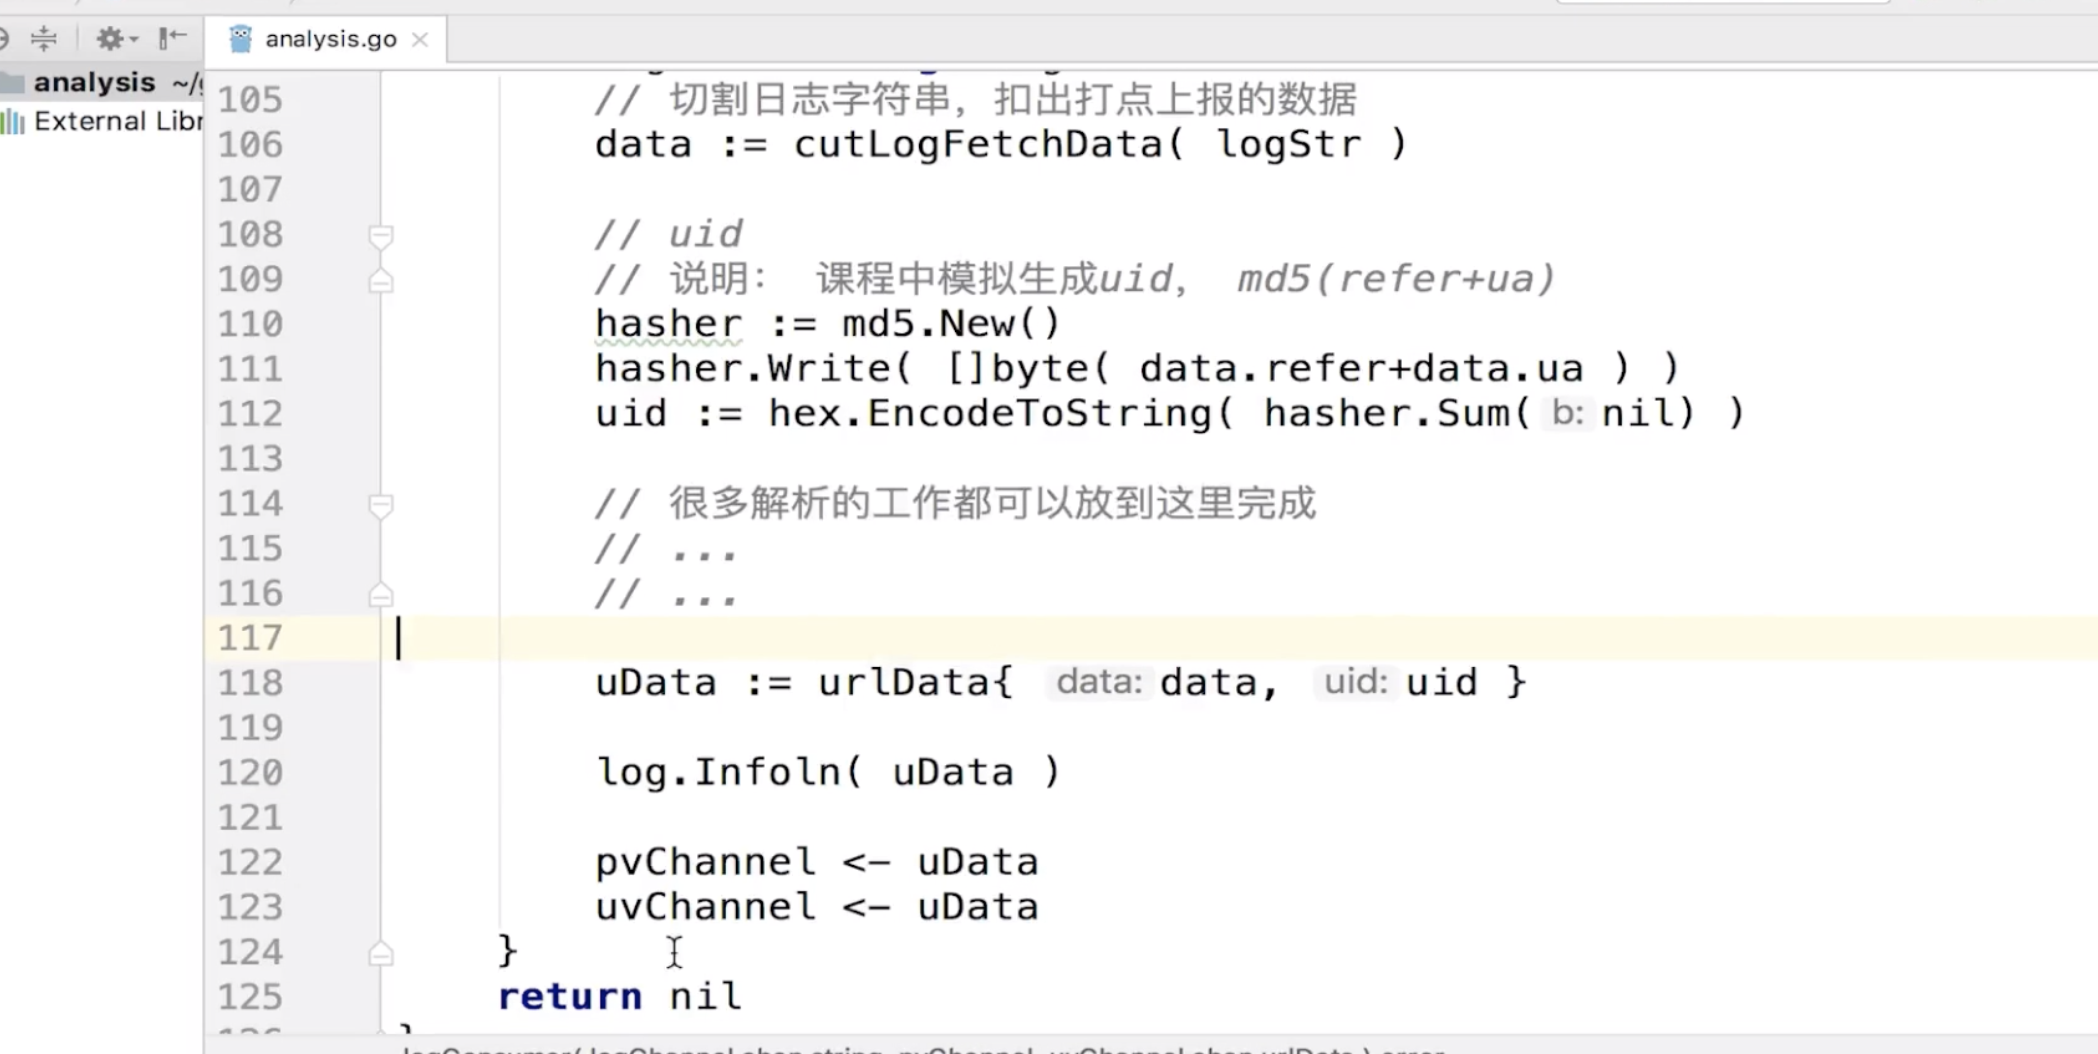 analysis.go
analysis ~/
External Libr
105 // 切割日志字符串，扣出打点上报的数据
106 data := cutLogFetchData( logStr )
107
108 // uid
109 // 说明： 课程中模拟生成uid， md5(refer+ua)
110 hasher := md5.New()
111 hasher.Write( []byte( data.refer+data.ua ) )
112 uid := hex.EncodeToString( hasher.Sum( b: nil) )
113
114 // 很多解析的工作都可以放到这里完成
115 // ...
116 // ...
117
118 uData := urlData{ data: data, uid: uid }
119
120 log.Infoln( uData )
121
122 pvChannel <- uData
123 uvChannel <- uData
124 }
125 return nil